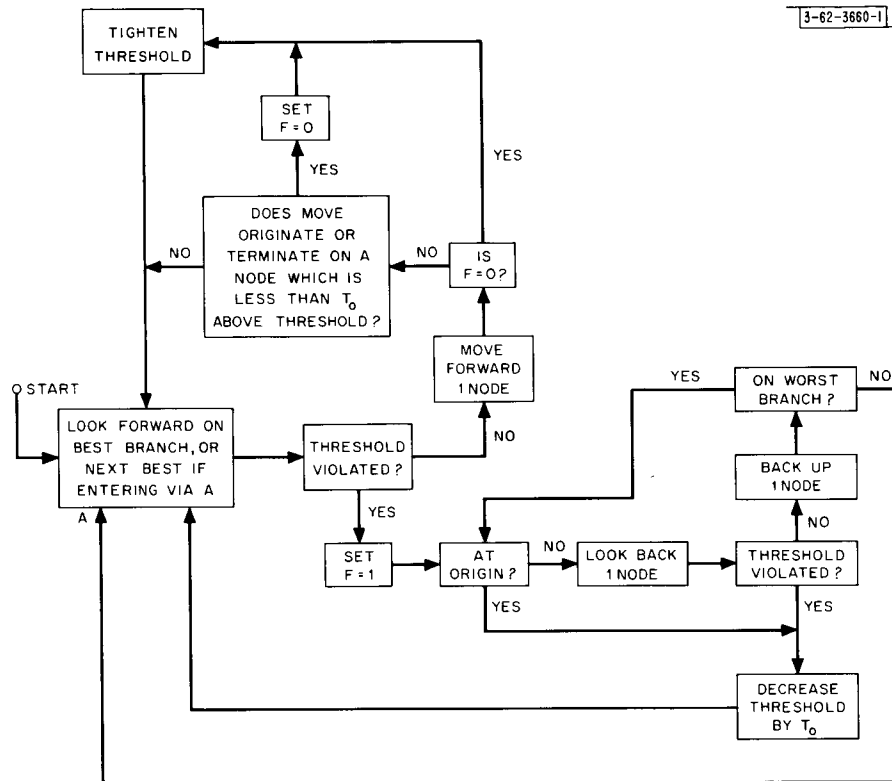 3-62-3660-1
TIGHTEN
THRESHOLD
SET
F=0
YES
YES
DOES MOVE
ORIGINATE OR
TERMINATE ON A
NODE WHICH IS
LESS THAN T₀
ABOVE THRESHOLD?
NO
NO
IS
F=0?
MOVE
FORWARD
1 NODE
NO
START
LOOK FORWARD ON
BEST BRANCH, OR
NEXT BEST IF
ENTERING VIA A
A
THRESHOLD
VIOLATED?
YES
SET
F=1
AT
ORIGIN?
YES
NO
LOOK BACK
1 NODE
THRESHOLD
VIOLATED?
YES
NO
BACK UP
1 NODE
ON WORST
BRANCH?
YES
NO
DECREASE
THRESHOLD
BY T₀